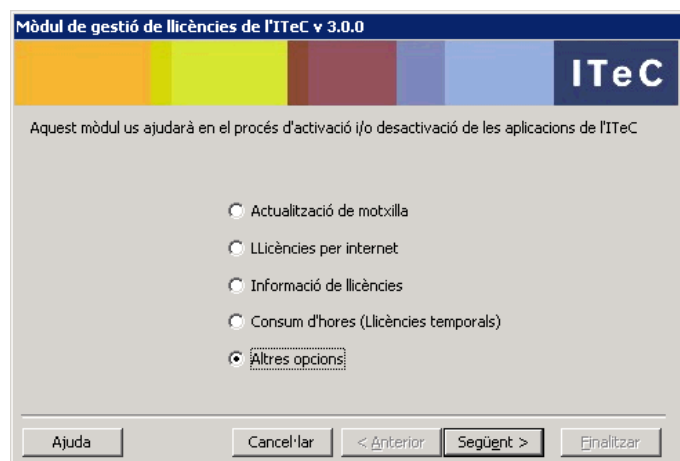 Mòdul de gestió de llicències de l'ITeC v 3.0.0
ITeC
Aquest mòdul us ajudarà en el procés d'activació i/o desactivació de les aplicacions de l'ITeC
Actualització de motxilla
LLicències per internet
Informació de llicències
Consum d'hores (Llicències temporals)
Altres opcions
Ajuda
Cancel·lar
< Anterior
Següent >
Finalitzar